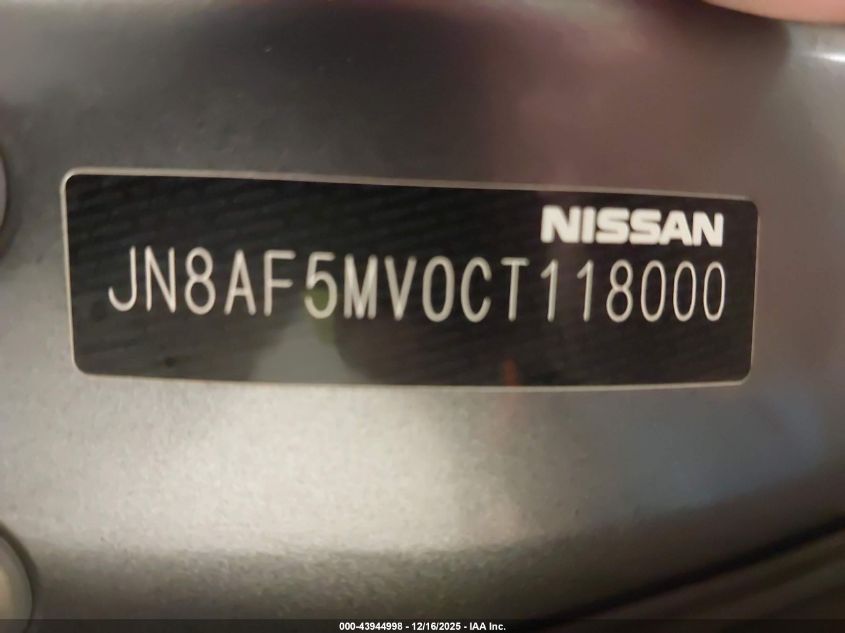 NISSAN
JN8AF5MV0CT118000
000-43944998 - 12/16/2025 - IAA Inc.